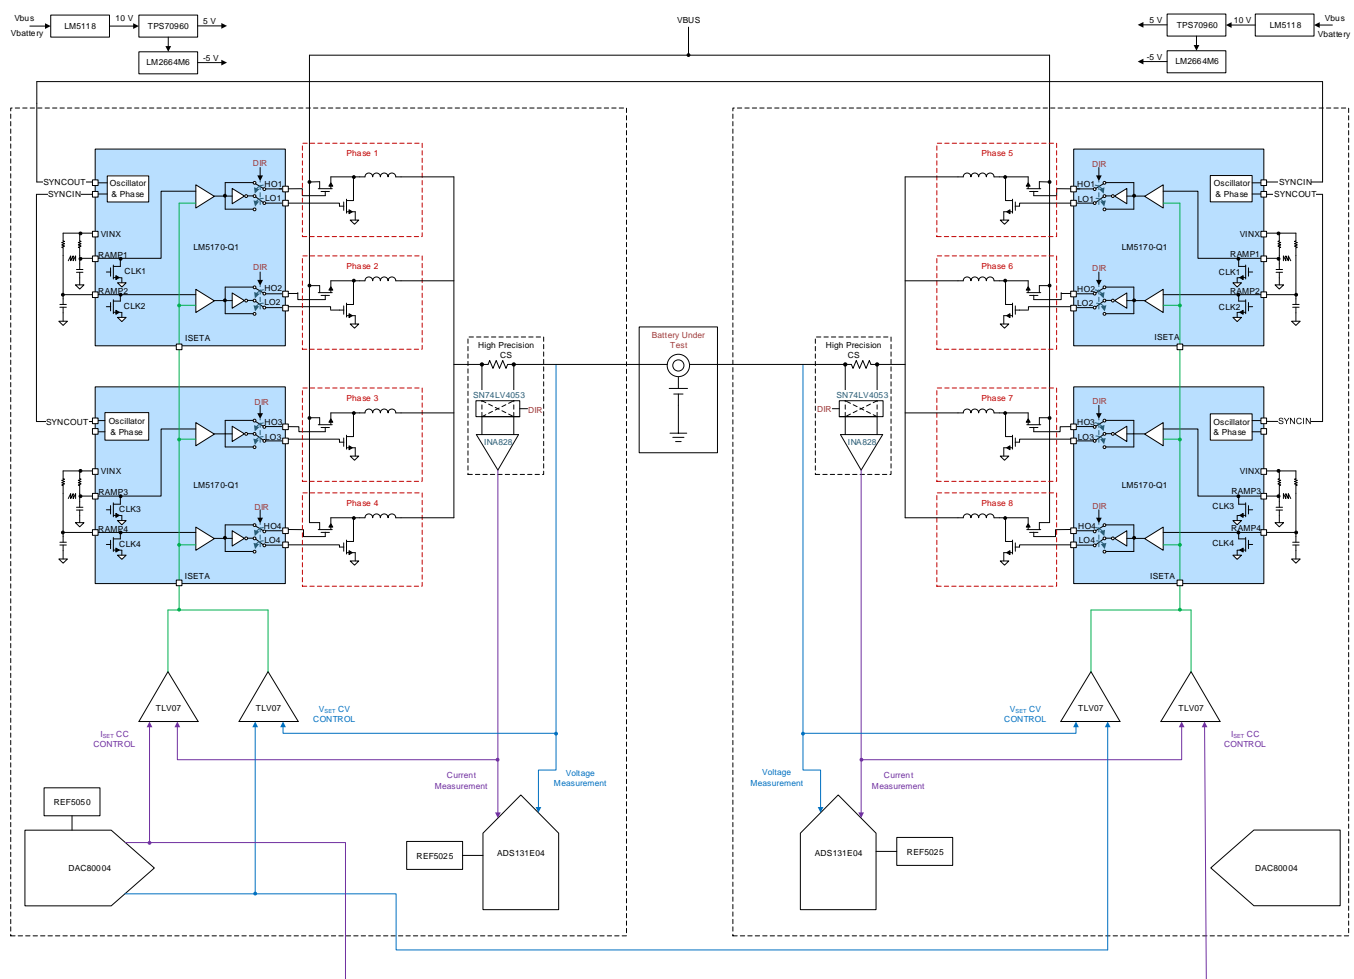 Vbus
Vbattery
LM5118
10 V
TPS70960
5 V
LM2664M6
-5 V
VBUS
5 V
TPS70960
10 V
LM5118
Vbus
Vbattery
-5 V
LM2664M6
SYNCOUT
SYNCIN
Oscillator
& Phase
VINX
RAMP1
CLK1
RAMP2
CLK2
LM5170-Q1
DIR
HO1
LO1
DIR
HO2
LO2
ISETA
Phase 1
Phase 2
SYNCOUT
Oscillator
& Phase
VINX
RAMP3
CLK3
RAMP4
CLK4
LM5170-Q1
DIR
HO3
LO3
DIR
HO4
LO4
ISETA
Phase 3
Phase 4
High Precision
CS
SN74LV4053
DIR
INA828
Battery Under
Test
High Precision
CS
SN74LV4053
DIR
INA828
Phase 5
Phase 6
DIR
HO1
LO1
DIR
HO2
LO2
LM5170-Q1
Oscillator
& Phase
SYNCIN
SYNCOUT
VINX
RAMP1
CLK1
RAMP2
CLK2
ISETA
Phase 7
Phase 8
DIR
HO3
LO3
DIR
HO4
LO4
LM5170-Q1
Oscillator
& Phase
SYNCIN
VINX
RAMP3
CLK3
RAMP4
CLK4
ISETA
TLV07
TLV07
ISET CC
CONTROL
VSET CV
CONTROL
Current
Measurement
Voltage
Measurement
REF5050
DAC80004
REF5025
ADS131E04
VSET CV
CONTROL
TLV07
TLV07
ISET CC
CONTROL
Voltage
Measurement
Current
Measurement
ADS131E04
REF5025
DAC80004